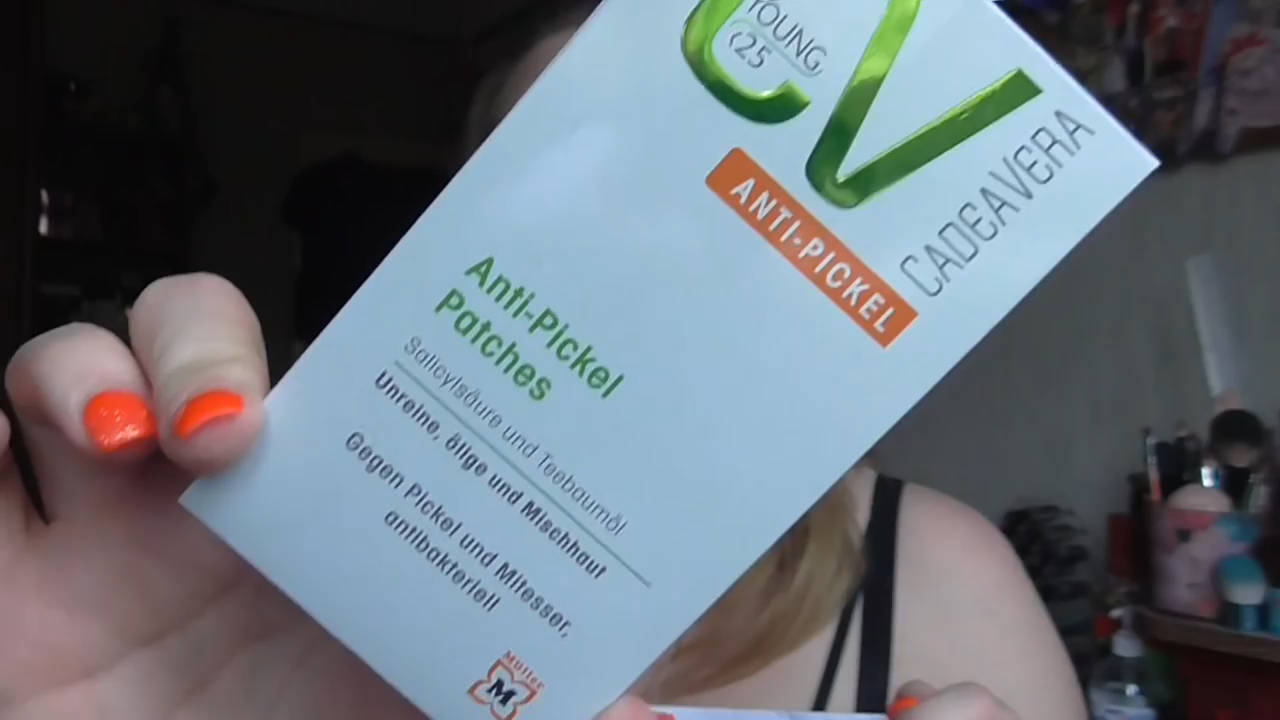 YOUNG
<25
CV
CADEAVERA
ANTI-PICKEL
Anti-Pickel
Patches
Salicylsäure und Teebaumöl
Unreine, ölige und Mischhaut
Gegen Pickel und Mitesser,
antibakteriell
Müller
M